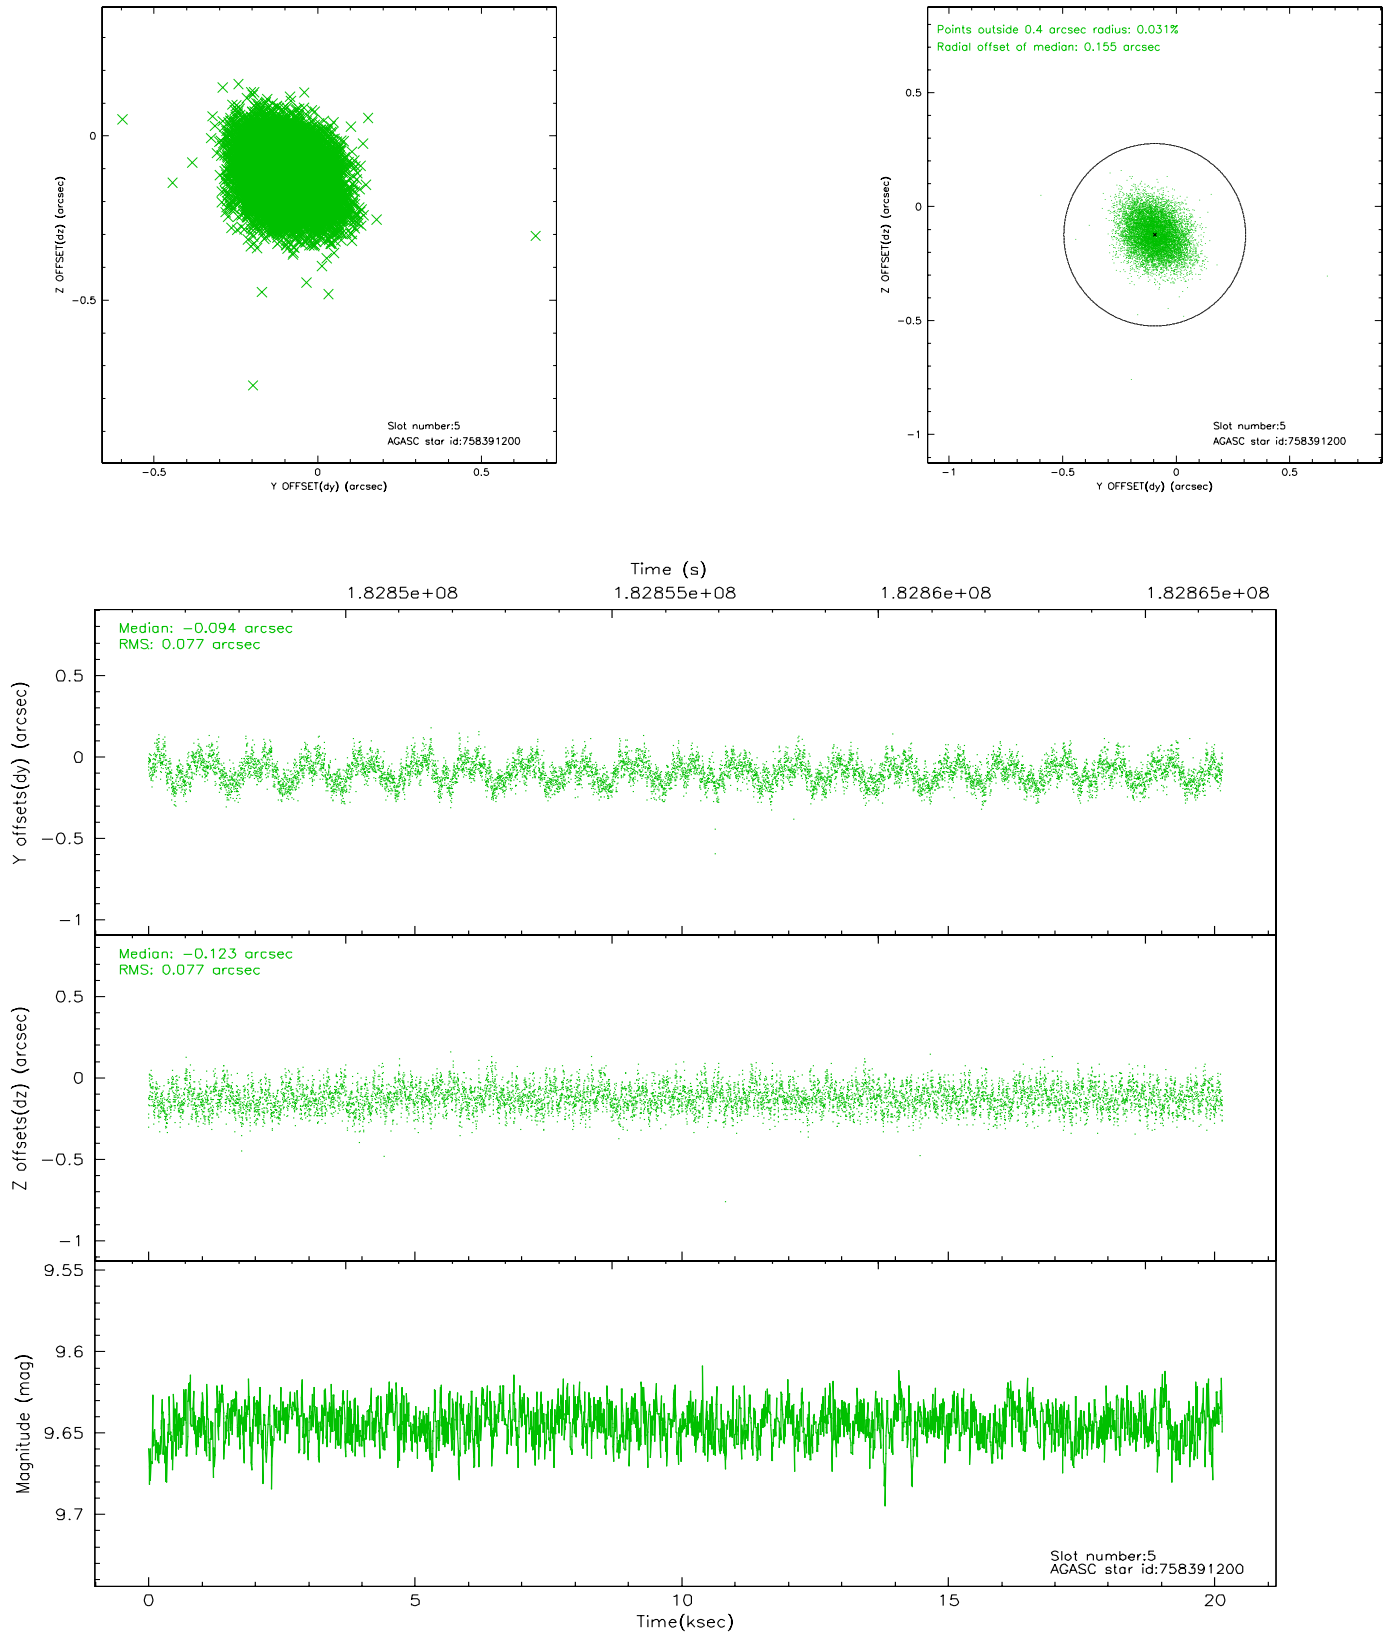 0
−0.5
−0.5
0
0.5
Z OFFSET(dz) (arcsec)
Y OFFSET(dy) (arcsec)
Slot number:5
AGASC star id:758391200
Points outside 0.4 arcsec radius: 0.031%
Radial offset of median: 0.155 arcsec
0.5
0
−0.5
−1
−1
−0.5
0
0.5
Z OFFSET(dz) (arcsec)
Y OFFSET(dy) (arcsec)
Slot number:5
AGASC star id:758391200
Time (s)
1.8285e+08
1.82855e+08
1.8286e+08
1.82865e+08
Median: −0.094 arcsec
RMS: 0.077 arcsec
0.5
0
−0.5
−1
Y offsets(dy) (arcsec)
Median: −0.123 arcsec
RMS: 0.077 arcsec
0.5
0
−0.5
−1
Z offsets(dz) (arcsec)
9.55
9.6
9.65
9.7
Magnitude (mag)
Slot number:5
AGASC star id:758391200
0
5
10
15
20
Time(ksec)